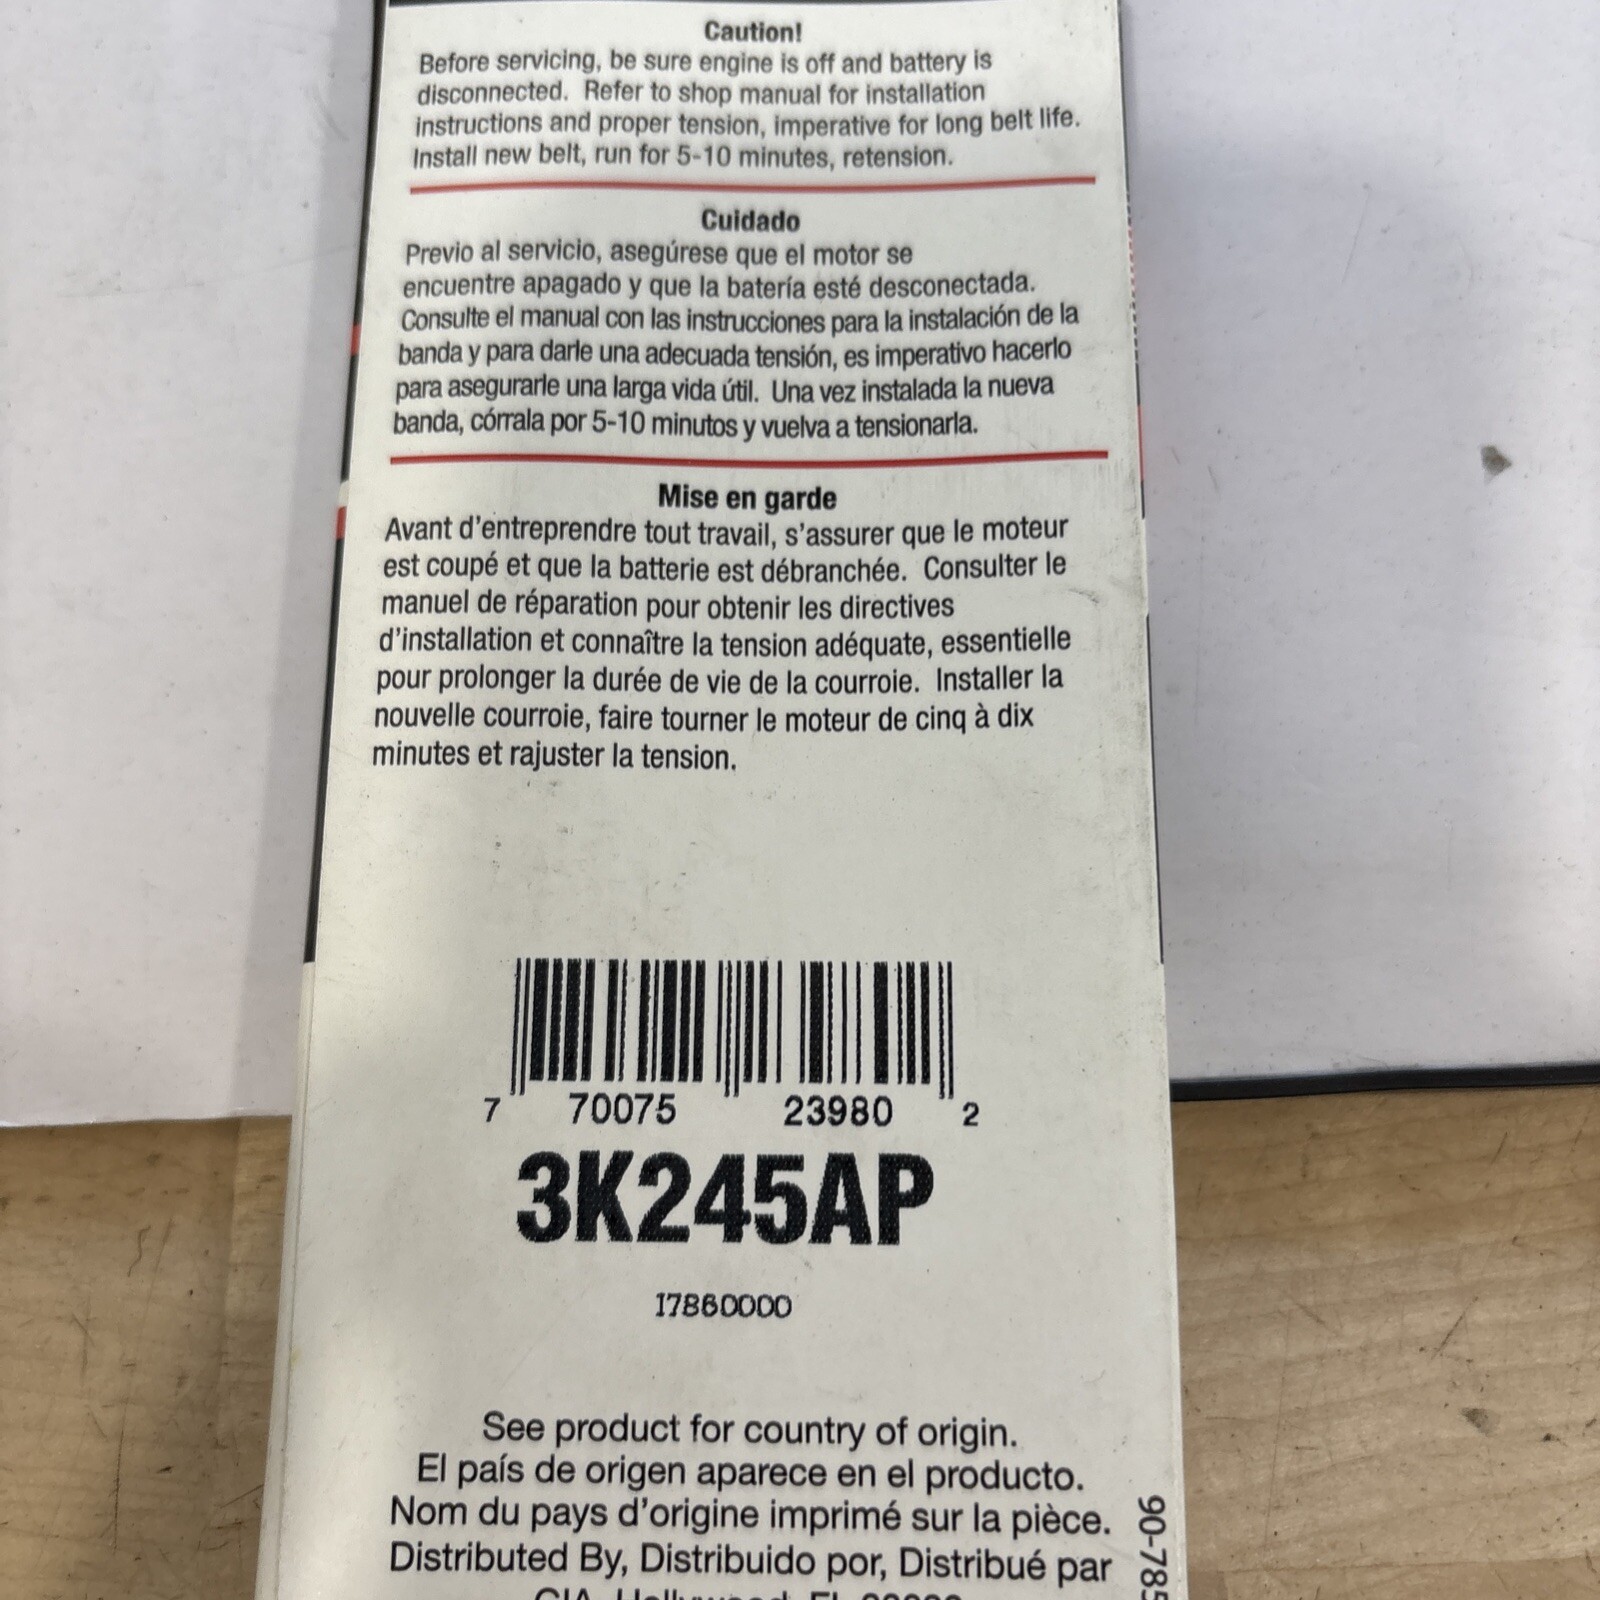 Caution!
Before servicing, be sure engine is off and battery is
disconnected. Refer to shop manual for installation
instructions and proper tension, imperative for long belt life.
Install new belt, run for 5-10 minutes, retension.
Cuidado
Previo al servicio, asegúrese que el motor se
encuentre apagado y que la batería esté desconectada.
Consulte el manual con las instrucciones para la instalación de la
banda y para darle una adecuada tensión, es imperativo hacerlo
para asegurarle una larga vida útil. Una vez instalada la nueva
banda, córrala por 5-10 minutos y vuelva a tensionarla.
Mise en garde
Avant d'entreprendre tout travail, s'assurer que le moteur
est coupé et que la batterie est débranchée. Consulter le
manuel de réparation pour obtenir les directives
d'installation et connaître la tension adéquate, essentielle
pour prolonger la durée de vie de la courroie. Installer la
nouvelle courroie, faire tourner le moteur de cinq à dix
minutes et rajuster la tension.
7 70075 23980 2
3K245AP
17860000
See product for country of origin.
El país de origen aparece en el producto.
Nom du pays d'origine imprimé sur la pièce.
Distributed By, Distribuido por, Distribué par
90-785